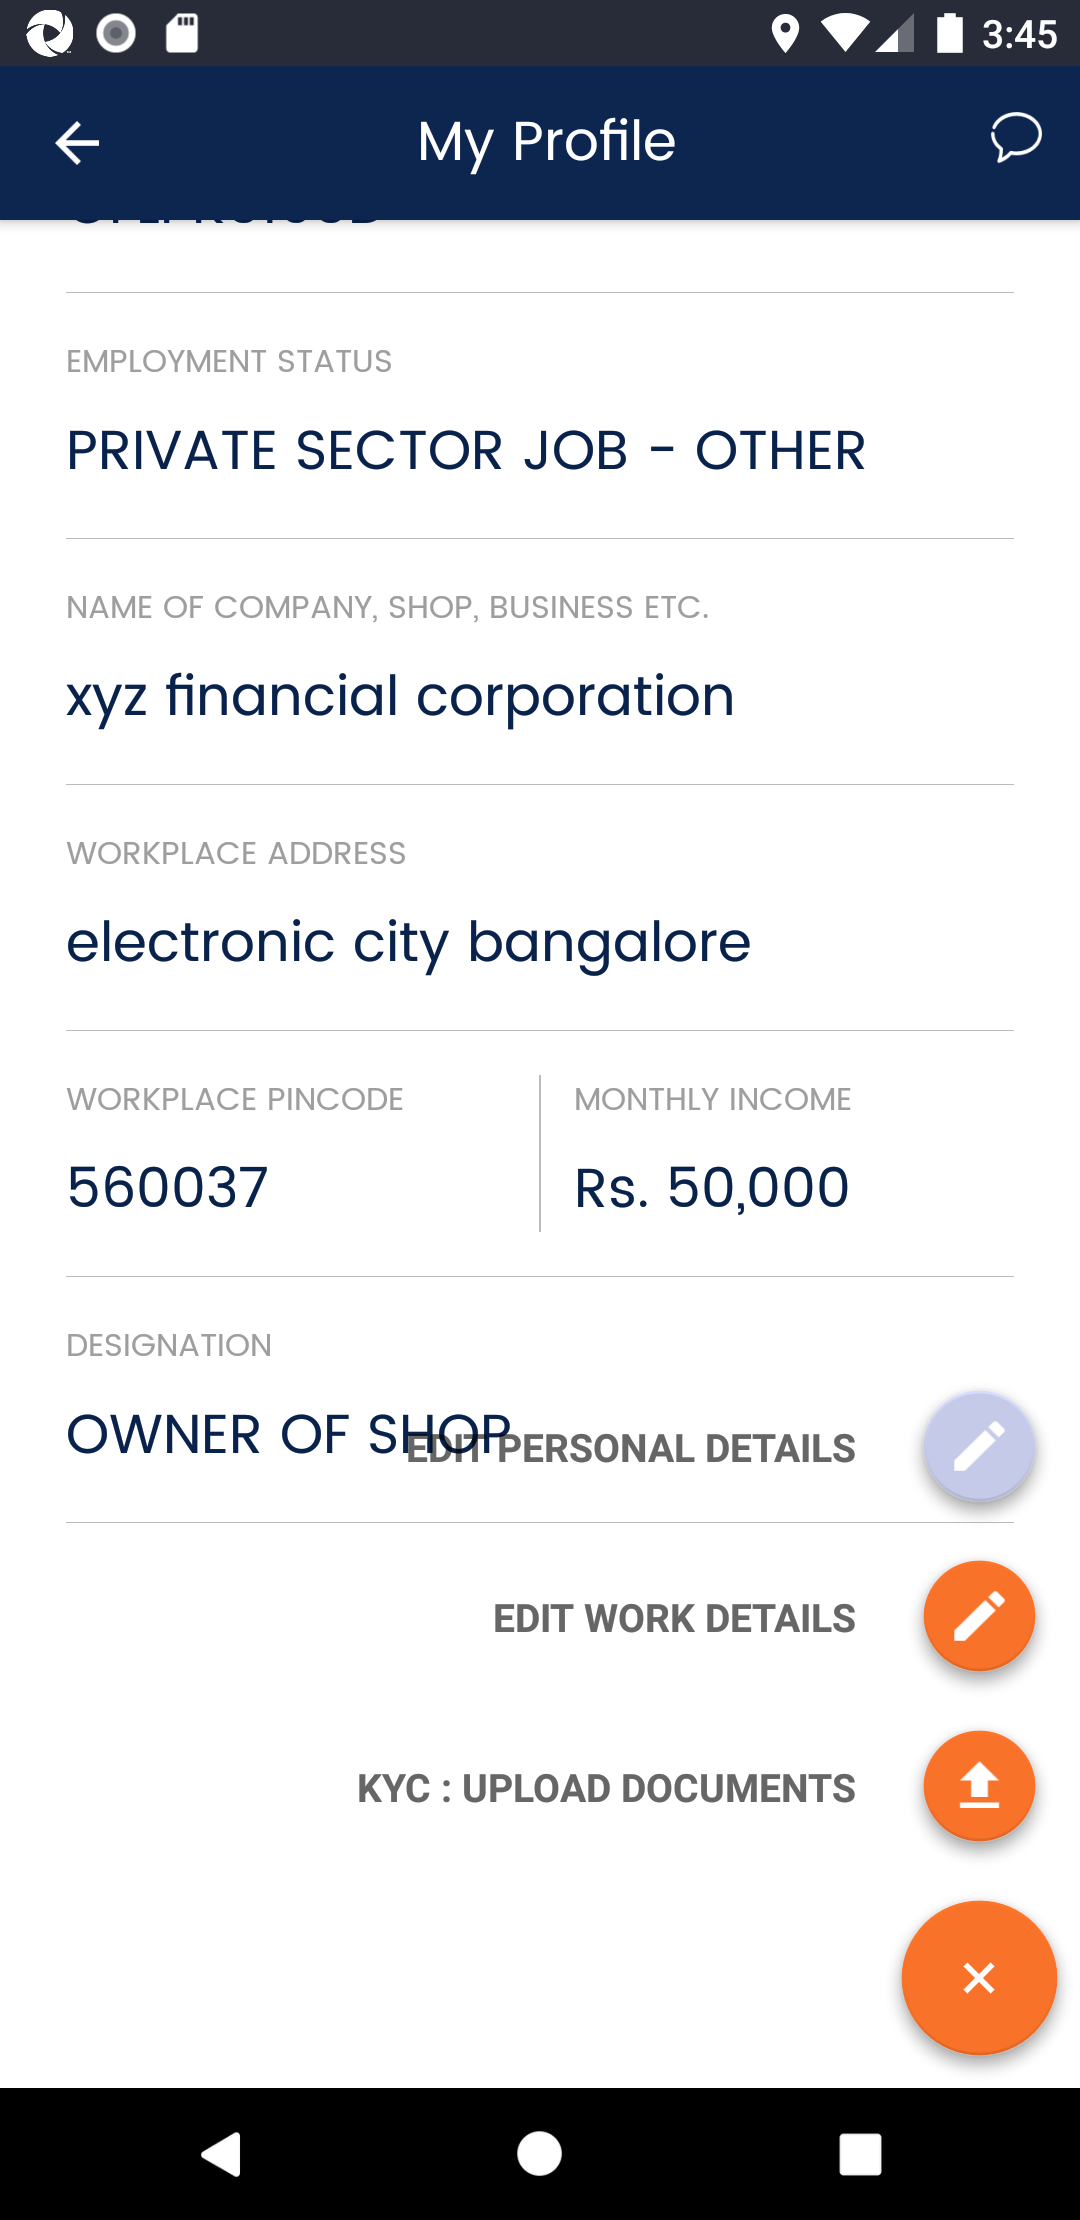 3:45
My Profile
EMPLOYMENT STATUS
PRIVATE SECTOR JOB - OTHER
NAME OF COMPANY, SHOP, BUSINESS ETC.
xyz financial corporation
WORKPLACE ADDRESS
electronic city bangalore
WORKPLACE PINCODE
560037
MONTHLY INCOME
Rs. 50,000
DESIGNATION
OWNER OF SHOP
EDIT PERSONAL DETAILS
EDIT WORK DETAILS
KYC : UPLOAD DOCUMENTS